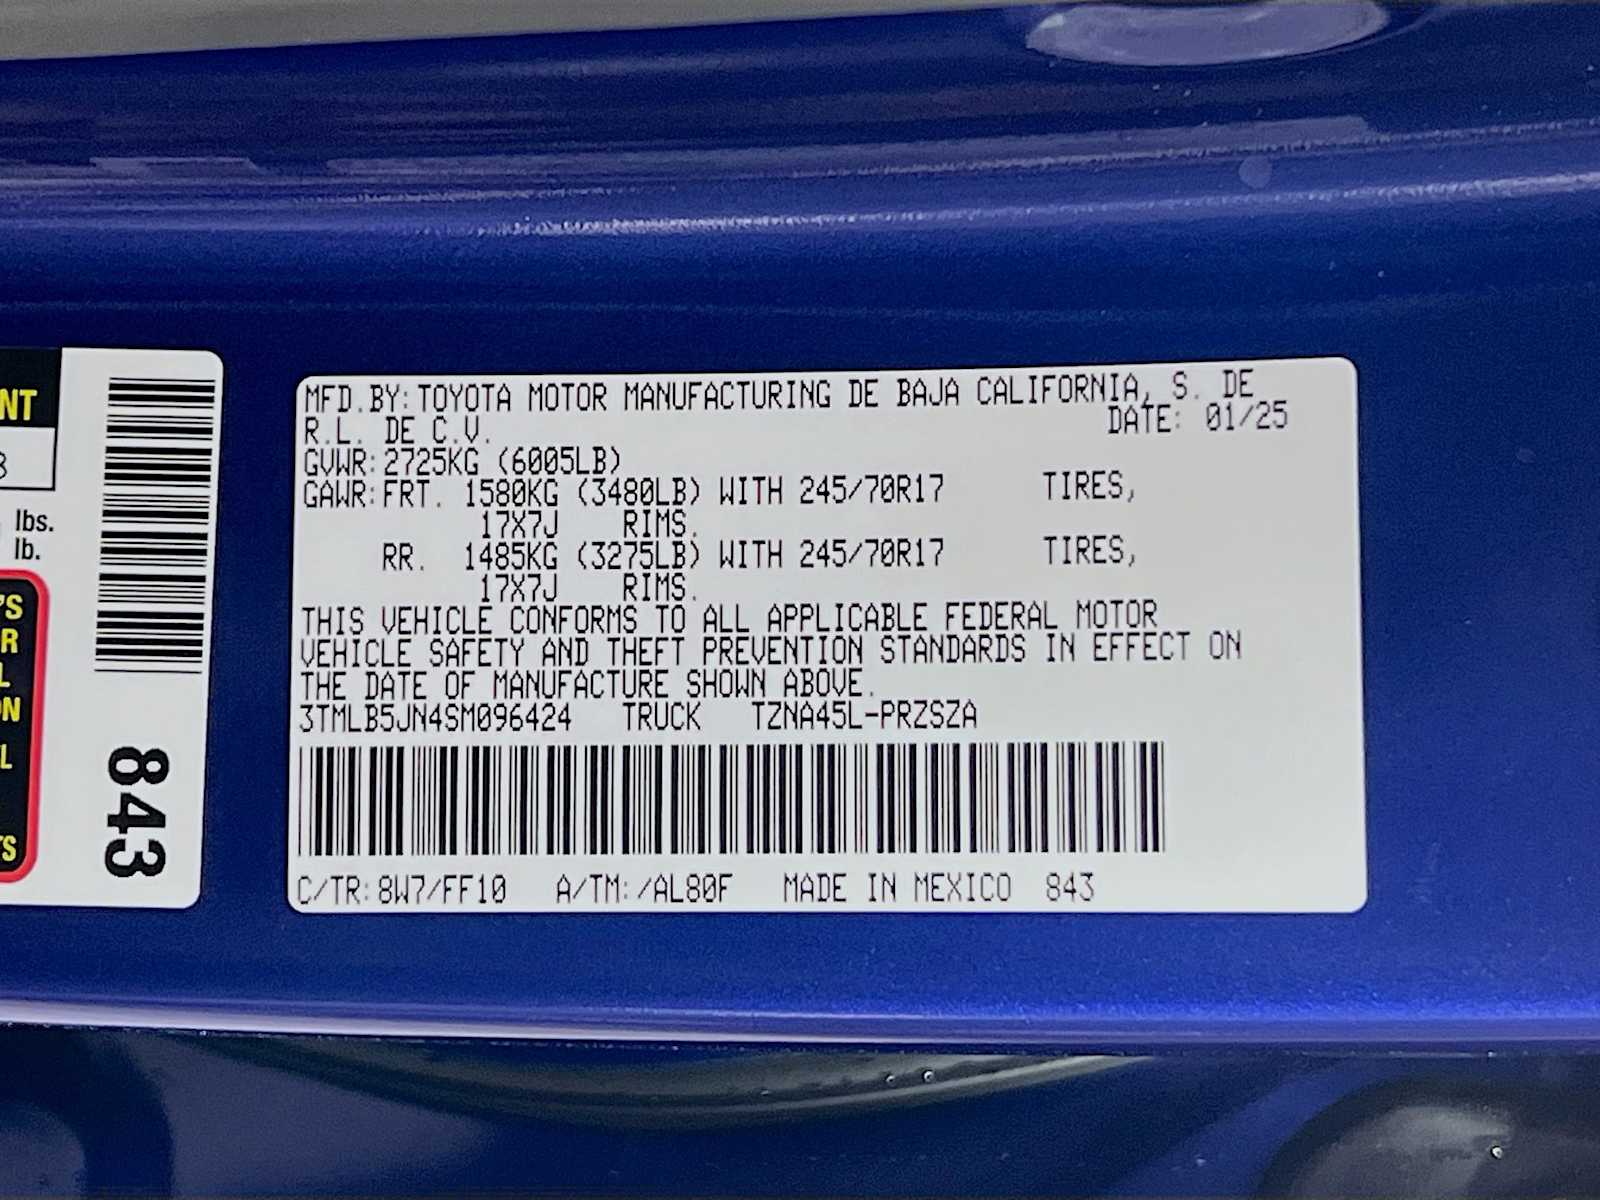 NT
8
lbs.
lb.
'S
R
L
ON
L
TS
843
MFD.BY:TOYOTA MOTOR MANUFACTURING DE BAJA CALIFORNIA, S. DE
R.L. DE C.V. DATE: 01/25
GVWR:2725KG (6005LB)
GAWR:FRT. 1580KG (3480LB) WITH 245/70R17 TIRES,
17X7J RIMS.
RR. 1485KG (3275LB) WITH 245/70R17 TIRES,
17X7J RIMS.
THIS VEHICLE CONFORMS TO ALL APPLICABLE FEDERAL MOTOR
VEHICLE SAFETY AND THEFT PREVENTION STANDARDS IN EFFECT ON
THE DATE OF MANUFACTURE SHOWN ABOVE.
3TMLB5JN4SM096424 TRUCK TZNA45L-PRZSZA
C/TR:8W7/FF10 A/TM:/AL80F MADE IN MEXICO 843